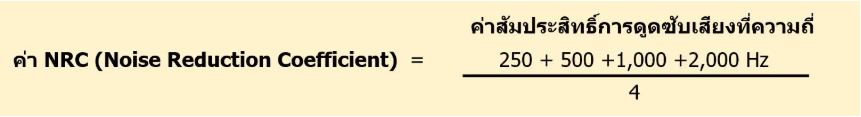 ค่าสัมประสิทธิ์การดูดซับเสียงที่ความถี่
ค่า NRC (Noise Reduction Coefficient) = 250 + 500 +1,000 +2,000 Hz
4